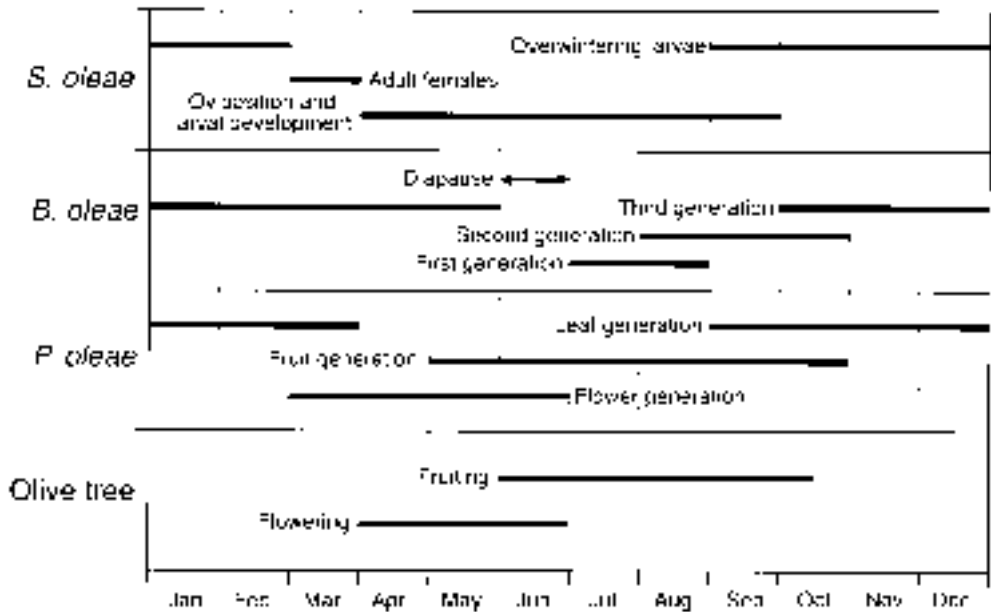 S. oleae
Overwintering larvae
Adult females
Oviposition and
larval development
B. oleae
Diapause
Third generation
Second generation
First generation
P. oleae
Leaf generation
Fruit generation
Flower generation
Olive tree
Fruiting
Flowering
Jan Feb Mar Apr May Jun Jul Aug Sep Oct Nov Dec